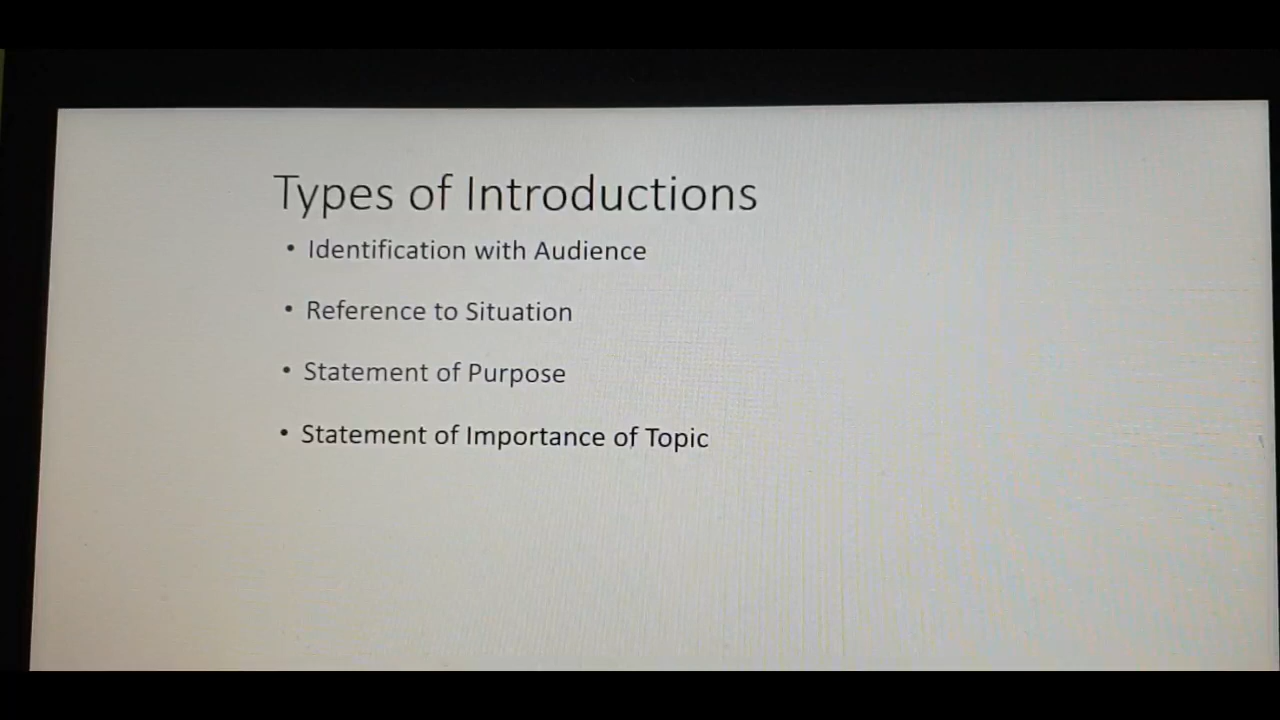 Types of Introductions
• Identification with Audience
• Reference to Situation
• Statement of Purpose
• Statement of Importance of Topic